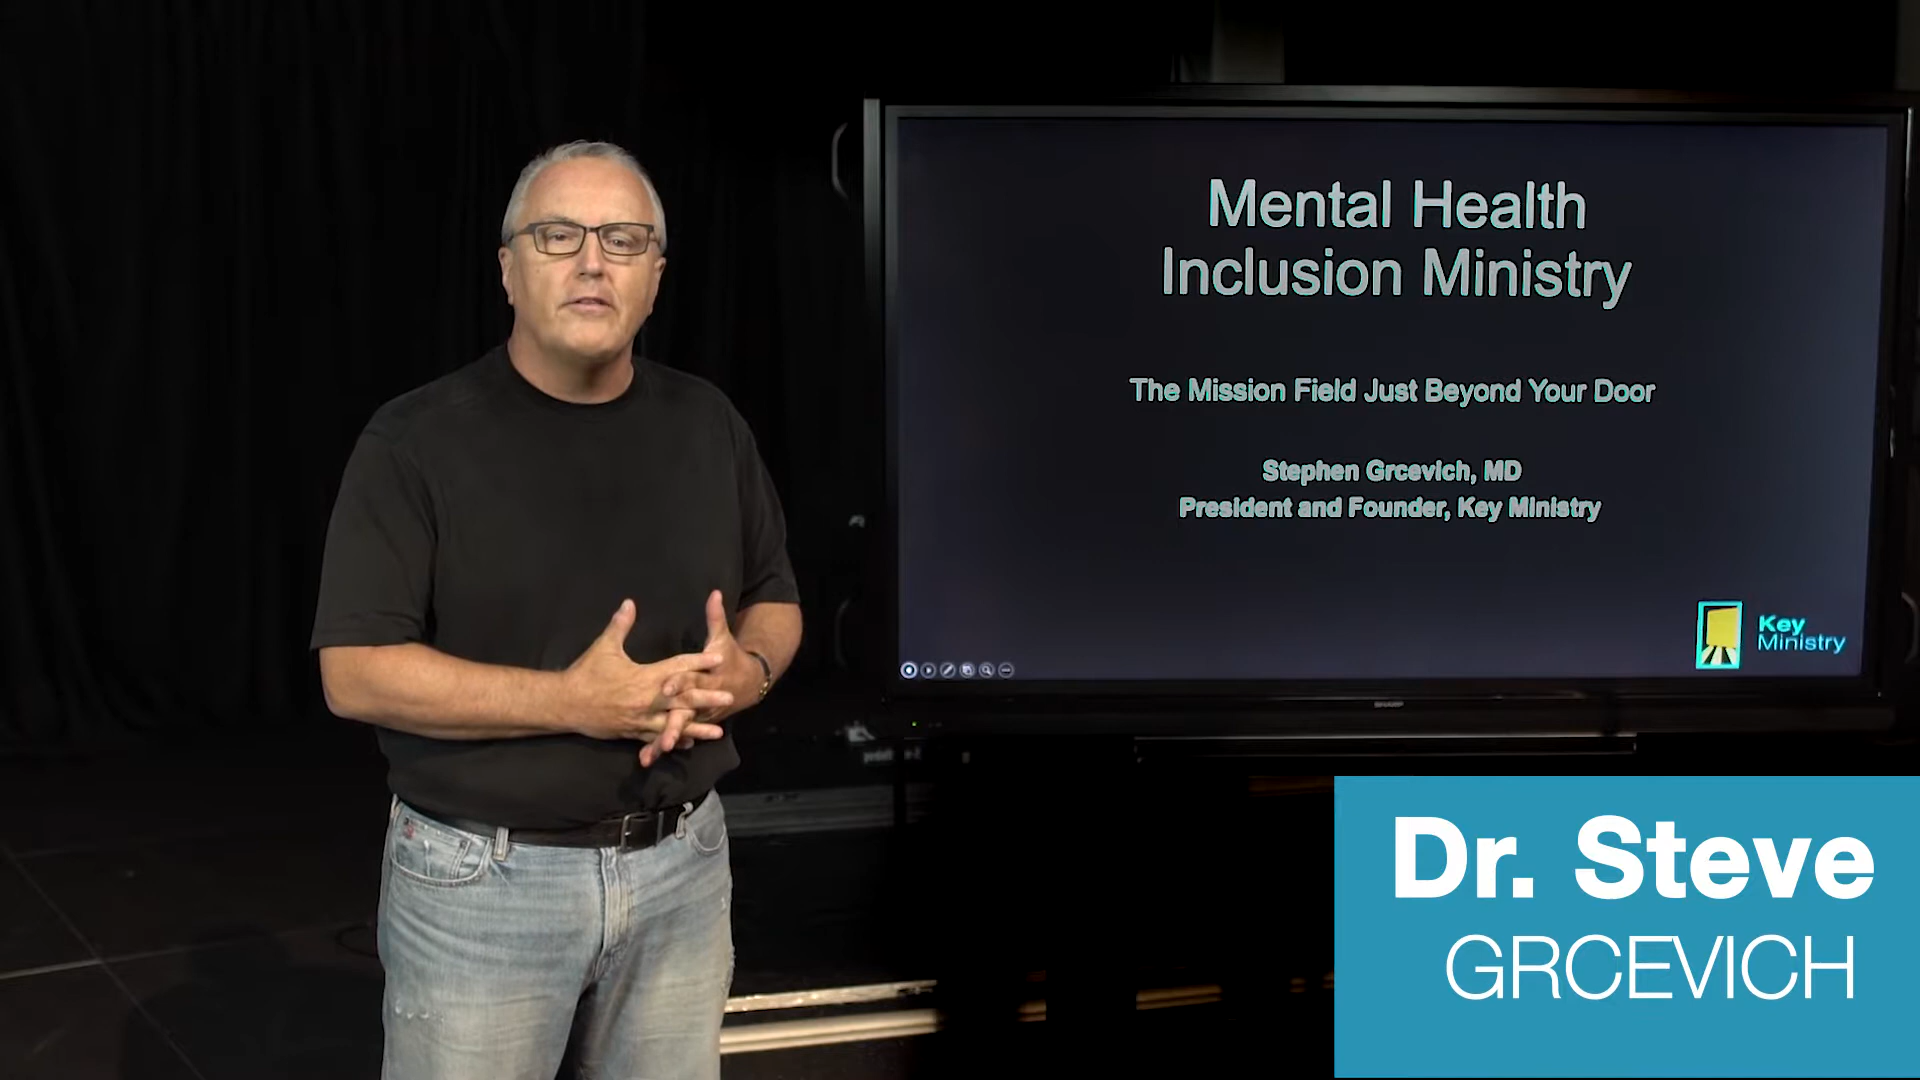 Mental Health
Inclusion Ministry
The Mission Field Just Beyond Your Door
Stephen Grcevich, MD
President and Founder, Key Ministry
Key
Ministry
SHARP
Dr. Steve
GRCEVICH